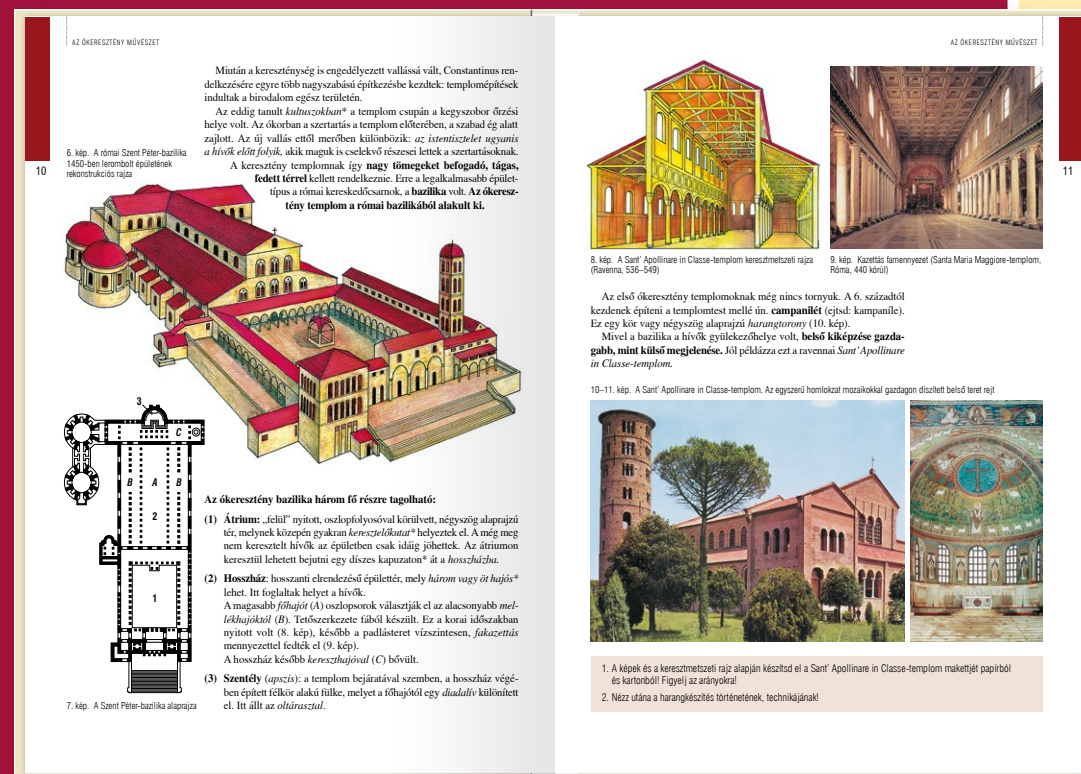 AZ ÓKERESZTÉNY MŰVÉSZET
10
Miután a kereszténység is engedélyezett vallássá vált, Constantinus ren-
delkezésére egyre több nagyszabású építkezésbe kezdtek: templomépítések
indultak a birodalom egész területén.
Az eddig tanult kultuszokban* a templom csupán a kegyszobor őrzési
helye volt. Az ókorban a szertartás a templom előterében, a szabad ég alatt
zajlott. Az új vallás ettől merőben különbözik: az istentisztelet ugyanis
a hívők előtt folyik, akik maguk is cselekvő részesei lettek a szertartásoknak.
A keresztény templomnak így nagy tömegeket befogadó, tágas,
fedett térrel kellett rendelkeznie. Erre a legalkalmasabb épület-
típus a római kereskedőcsarnok, a bazilika volt. Az ókeresz-
tény templom a római bazilikából alakult ki.
6. kép. A római Szent Péter-bazilika
1450-ben lerombolt épületének
rekonstrukciós rajza
3
C
B
A
B
2
1
7. kép. A Szent Péter-bazilika alaprajza
Az ókeresztény bazilika három fő részre tagolható:
(1) Átrium: „felül” nyitott, oszlopfolyosóval körülvett, négyszög alaprajzú
tér, melynek közepén gyakran keresztelőkutat* helyeztek el. A még meg
nem keresztelt hívők az épületben csak idáig jöhettek. Az átriumon
keresztül lehetett bejutni egy díszes kapuzaton* át a hosszházba.
(2) Hosszház: hosszanti elrendezésű épülettér, mely három vagy öt hajós*
lehet. Itt foglaltak helyet a hívők.
A magasabb főhajót (A) oszlopsorok választják el az alacsonyabb mel-
lékhajóktól (B). Tetőszerkezete fából készült. Ez a korai időszakban
nyitott volt (8. kép), később a padlásteret vízszintesen, fakazettás
mennyezettel fedték el (9. kép).
A hosszház később kereszthajóval (C) bővült.
(3) Szentély (apszis): a templom bejáratával szemben, a hosszház végé-
ben épített félkör alakú fülke, melyet a főhajótól egy diadalív különített
el. Itt állt az oltárasztal.
AZ ÓKERESZTÉNY MŰVÉSZET
11
8. kép. A Sant’ Apollinare in Classe-templom keresztmetszeti rajza
(Ravenna, 536–549)
9. kép. Kazettás famennyezet (Santa Maria Maggiore-templom,
Róma, 440 körül)
Az első ókeresztény templomoknak még nincs tornyuk. A 6. századtól
kezdenek építeni a templomtest mellé ún. campanilét (ejtsd: kampaníle).
Ez egy kör vagy négyszög alaprajzú harangtorony (10. kép).
Mivel a bazilika a hívők gyülekezőhelye volt, belső kiképzése gazda-
gabb, mint külső megjelenése. Jól példázza ezt a ravennai Sant’Apollinare
in Classe-templom.
10–11. kép. A Sant’ Apollinare in Classe-templom. Az egyszerű homlokzat mozaikokkal gazdagon díszített belső teret rejt
1. A képek és a keresztmetszeti rajz alapján készítsd el a Sant’ Apollinare in Classe-templom makettjét papírból
és kartonból! Figyelj az arányokra!
2. Nézz utána a harangkészítés történetének, technikájának!